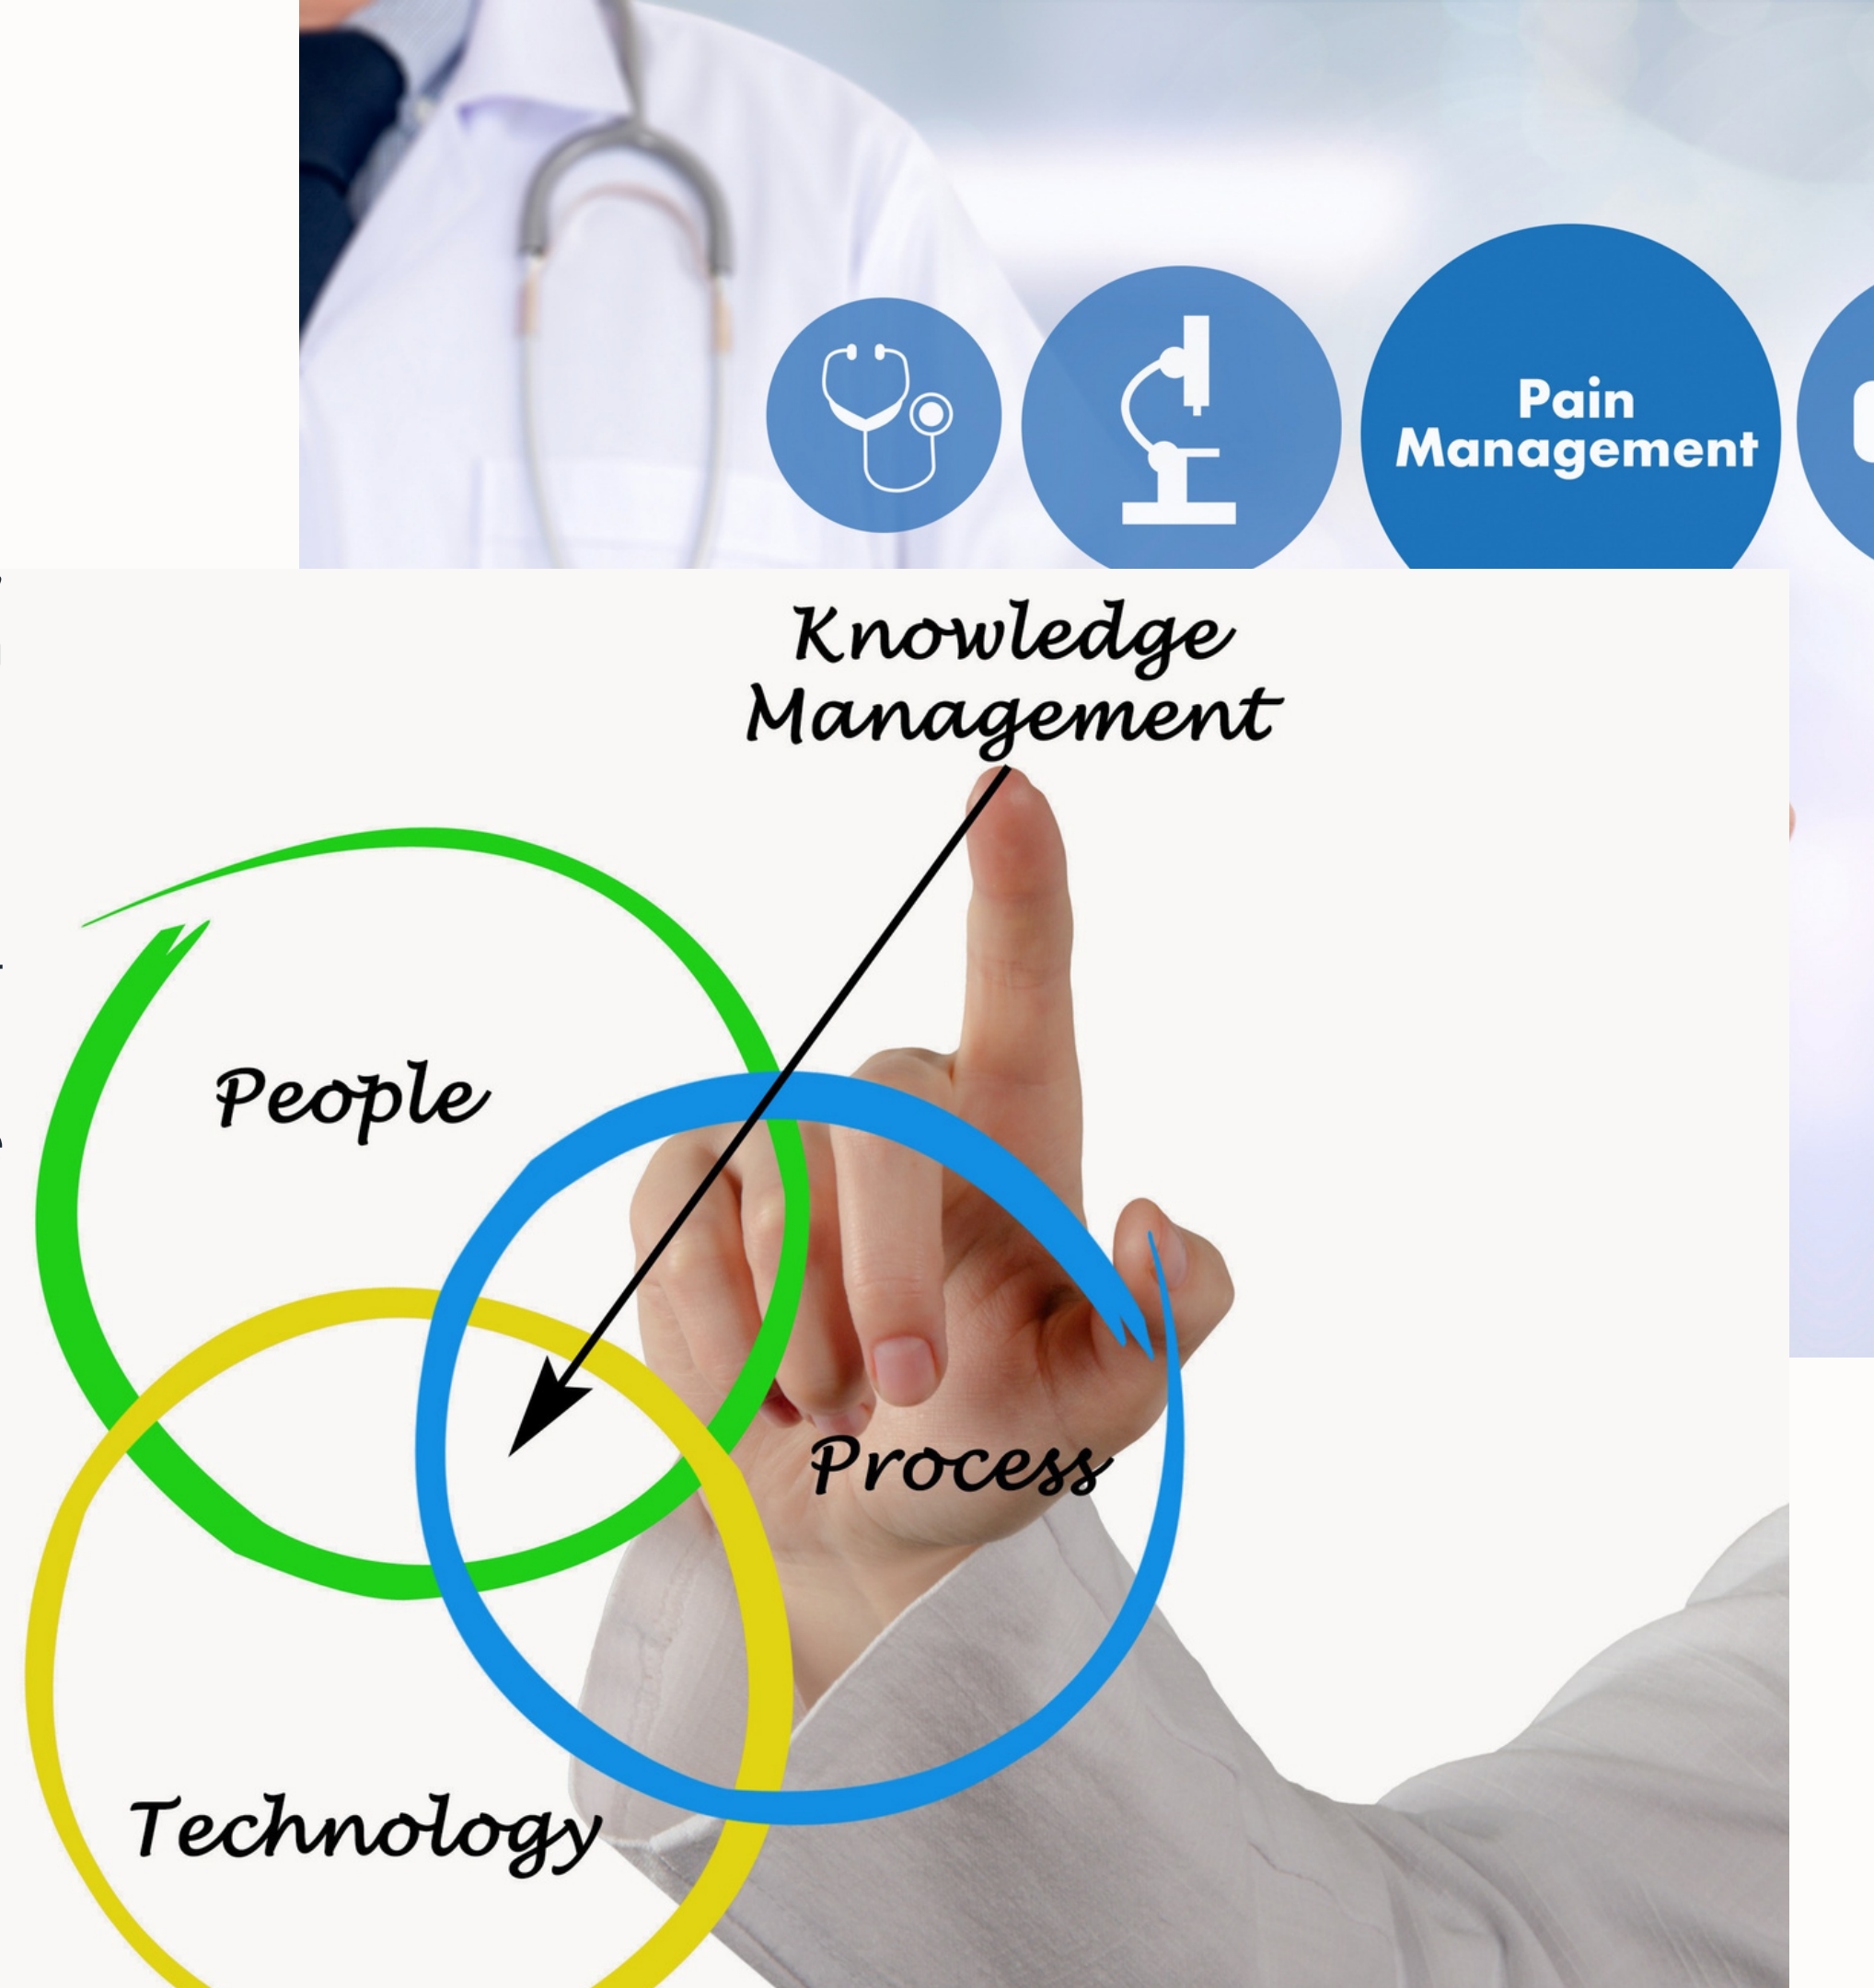 Pain
Management
Knowledge
Management
People
Process
Technology